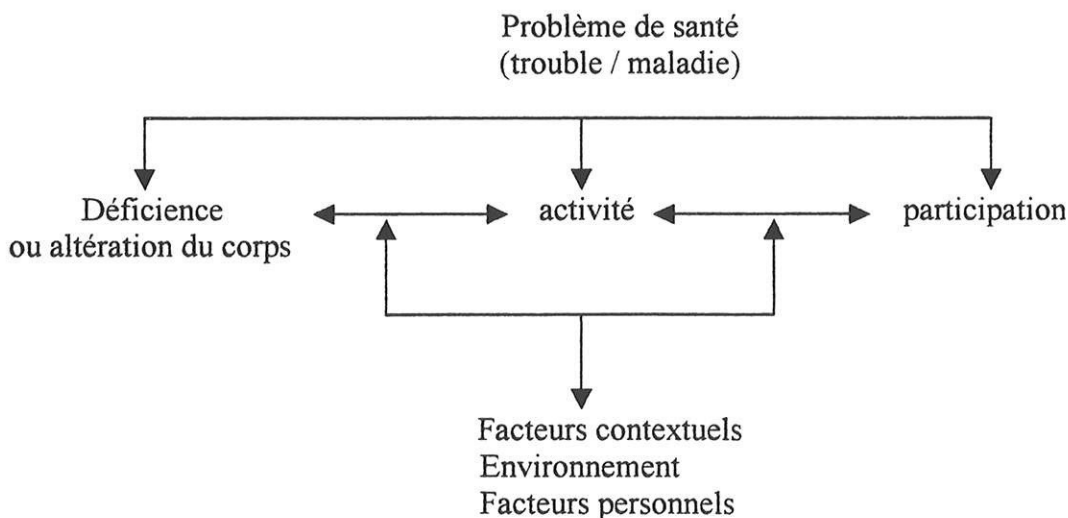 Problème de santé
(trouble / maladie)
Déficience
ou altération du corps
activité
participation
Facteurs contextuels
Environnement
Facteurs personnels